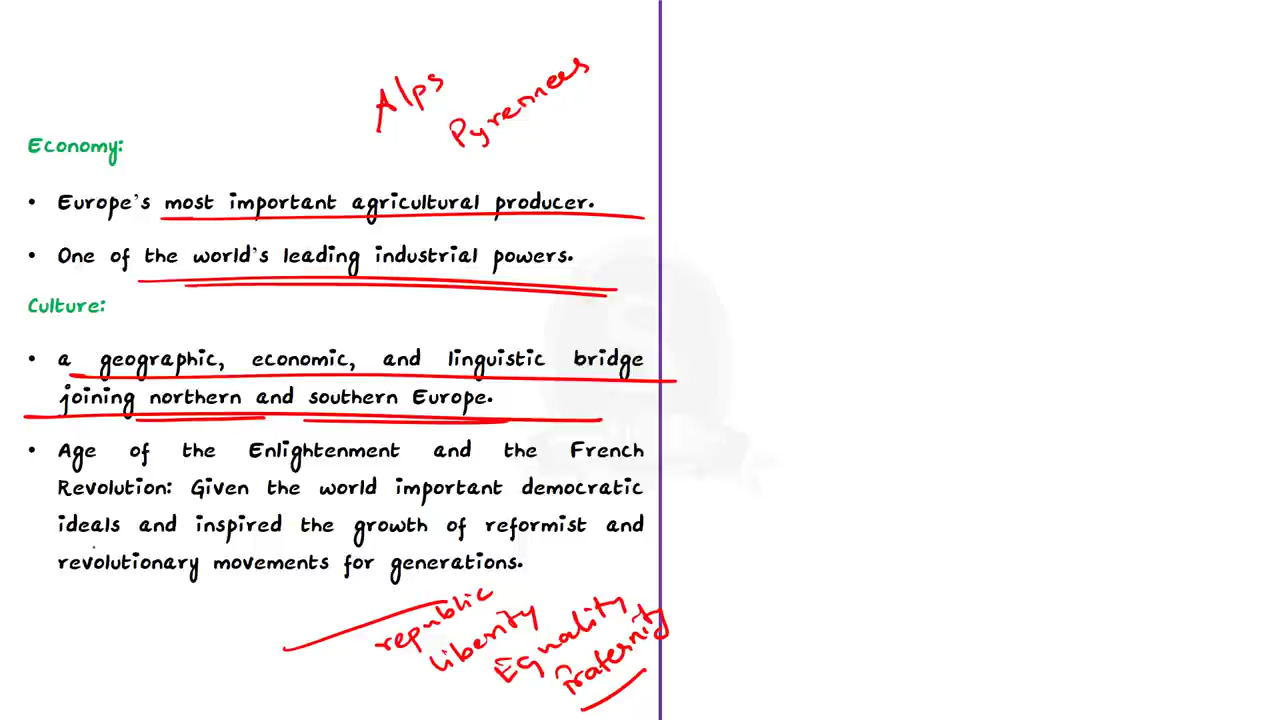 Alps
Pyrennees
Economy:
• Europe's most important agricultural producer.
• One of the world's leading industrial powers.
Culture:
• a geographic, economic, and linguistic bridge
joining northern and southern Europe.
• Age of the Enlightenment and the French
Revolution: Given the world important democratic
ideals and inspired the growth of reformist and
revolutionary movements for generations.
republic
liberity
Equality
fraternity